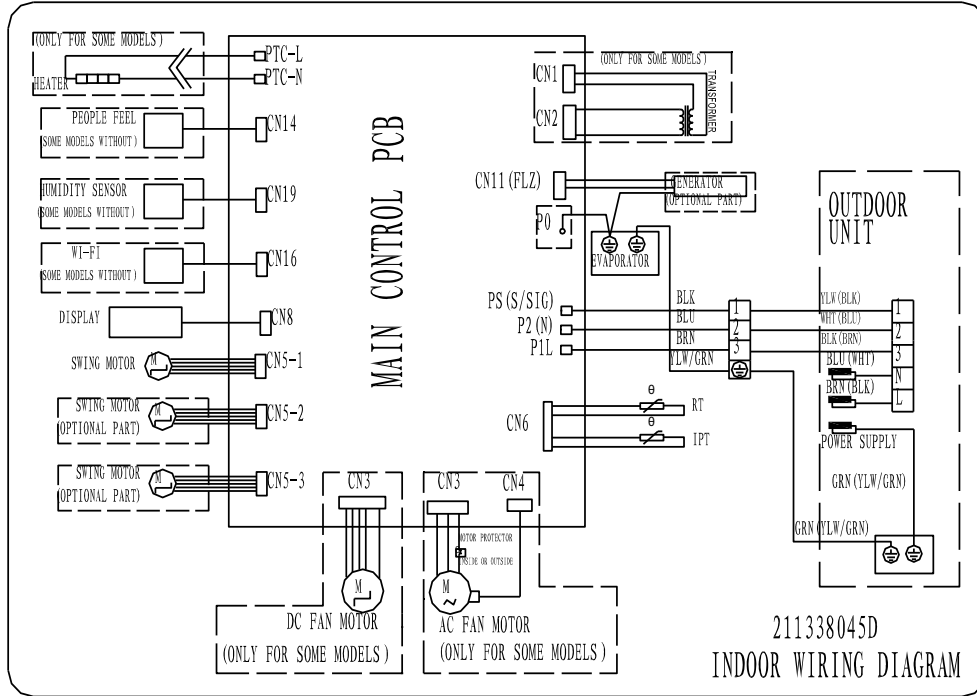 (ONLY FOR SOME MODELS)
HEATER
PTC-L
PTC-N
PEOPLE FEEL
(SOME MODELS WITHOUT)
CN14
HUMIDITY SENSOR
(SOME MODELS WITHOUT)
CN19
WI-FI
(SOME MODELS WITHOUT)
CN16
DISPLAY
CN8
SWING MOTOR
M
CN5-1
SWING MOTOR
(OPTIONAL PART)
M
CN5-2
SWING MOTOR
(OPTIONAL PART)
M
CN5-3
MAIN CONTROL PCB
(ONLY FOR SOME MODELS)
CN1
CN2
TRANSFORMER
CN11(FLZ)
GENERATOR
(OPTIONAL PART)
P0
EVAPORATOR
PS(S/SIG)
P2(N)
P1L
BLK
BLU
BRN
YLW/GRN
1
2
3
YLW(BLK)
WHT(BLU)
BLK(BRN)
BLU(WHT)
BRN(BLK)
POWER SUPPLY
1
2
3
N
L
OUTDOOR
UNIT
GRN(YLW/GRN)
GRN(YLW/GRN)
CN6
θ
RT
θ
IPT
CN3
M
DC FAN MOTOR
(ONLY FOR SOME MODELS)
CN3
CN4
MOTOR PROTECTOR
INSIDE OR OUTSIDE
M
AC FAN MOTOR
(ONLY FOR SOME MODELS)
211338045D
INDOOR WIRING DIAGRAM